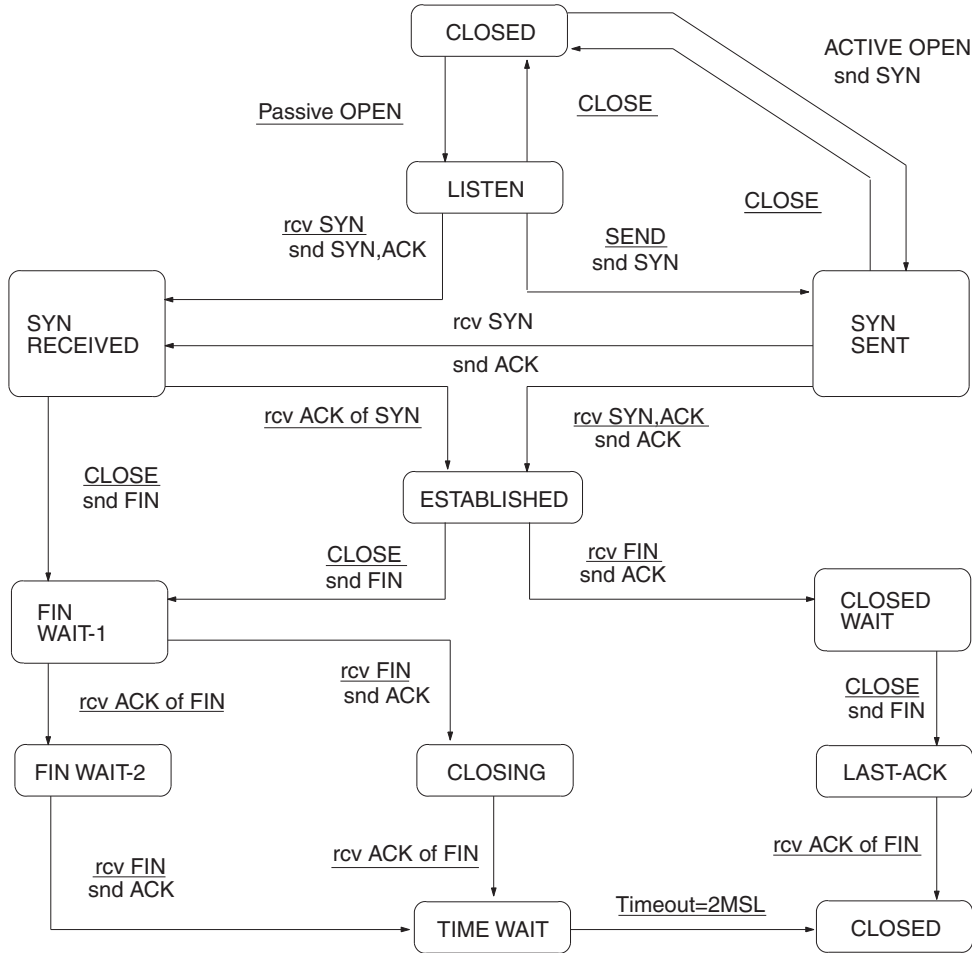 CLOSED
ACTIVE OPEN
snd SYN
Passive OPEN
CLOSE
LISTEN
CLOSE
rcv SYN
snd SYN,ACK
SEND
snd SYN
SYN
RECEIVED
rcv SYN
SYN
SENT
snd ACK
rcv ACK of SYN
rcv SYN,ACK
snd ACK
CLOSE
snd FIN
ESTABLISHED
CLOSE
snd FIN
rcv FIN
snd ACK
FIN
WAIT-1
CLOSED
WAIT
rcv ACK of FIN
rcv FIN
snd ACK
CLOSE
snd FIN
FIN WAIT-2
CLOSING
LAST-ACK
rcv FIN
snd ACK
rcv ACK of FIN
rcv ACK of FIN
TIME WAIT
Timeout=2MSL
CLOSED